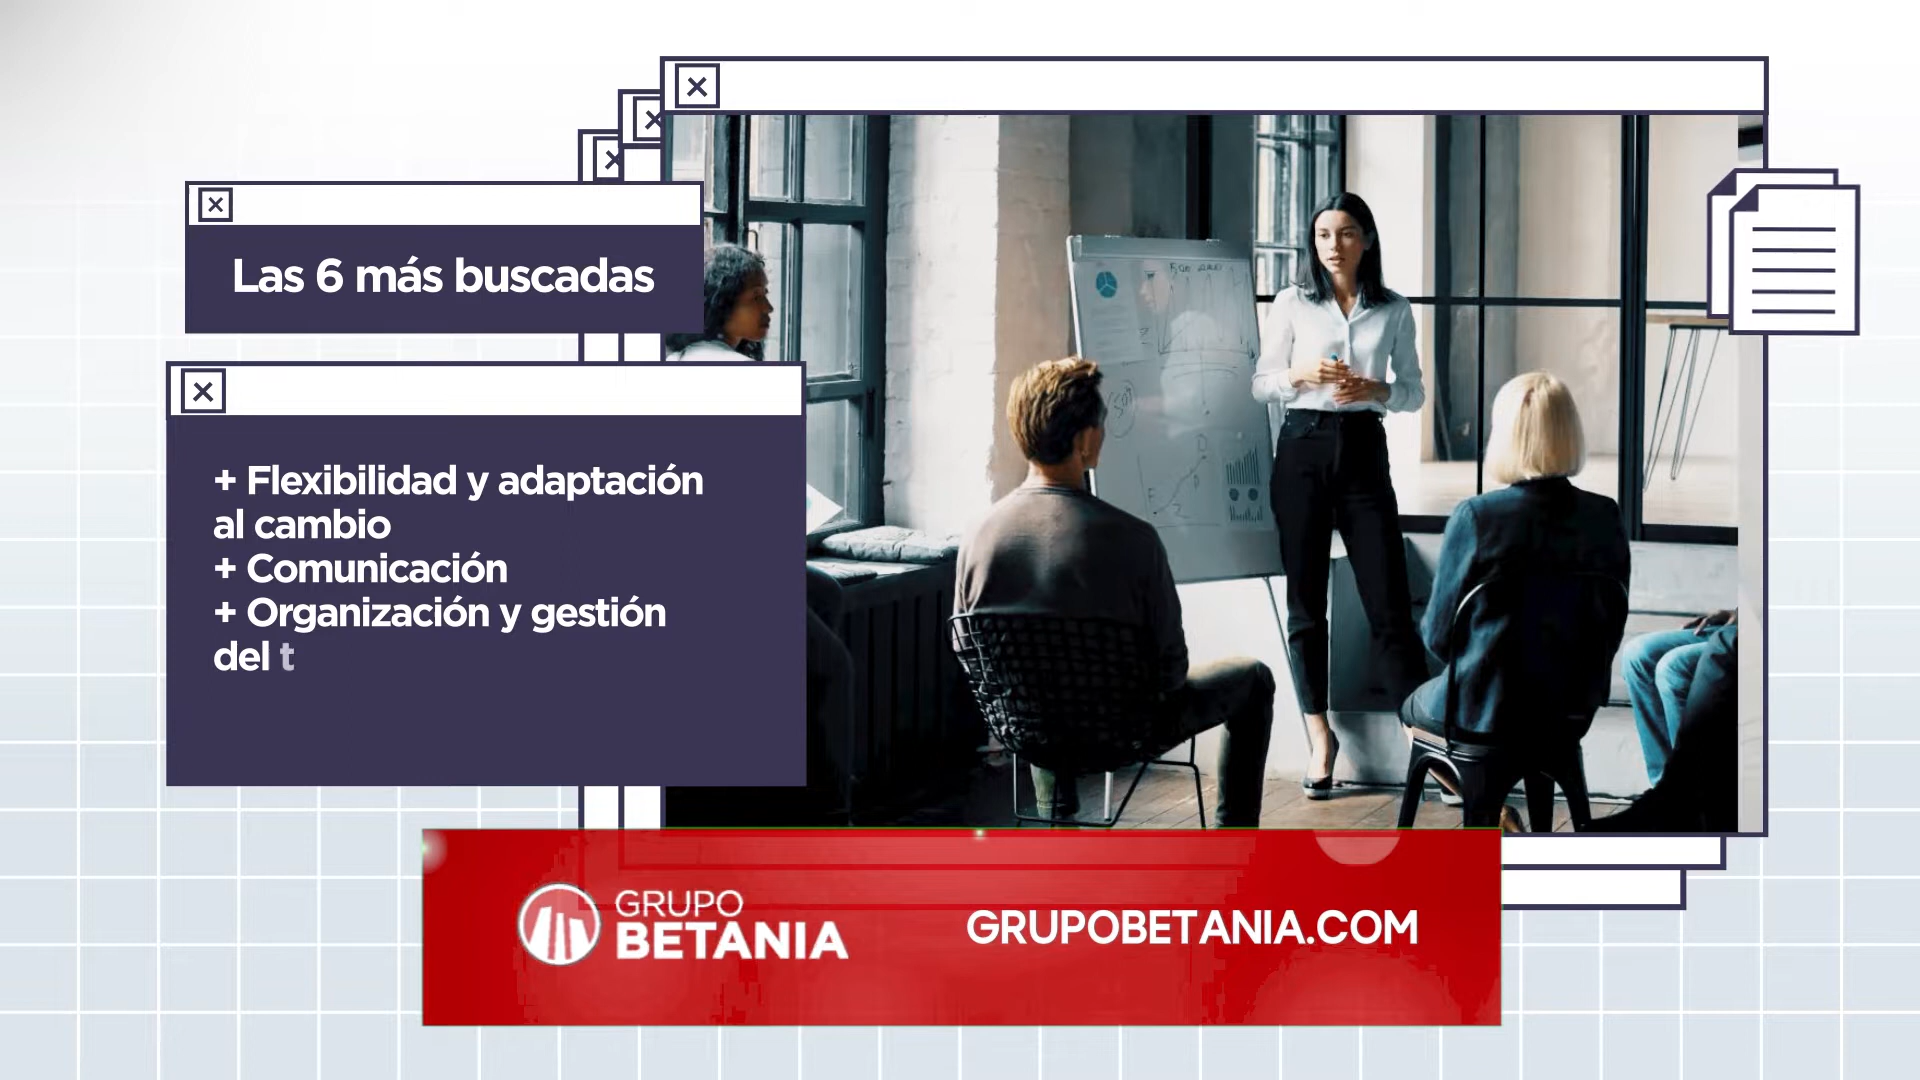 Las 6 más buscadas
+ Flexibilidad y adaptación
al cambio
+ Comunicación
+ Organización y gestión
del t
GRUPO
BETANIA
GRUPOBETANIA.COM